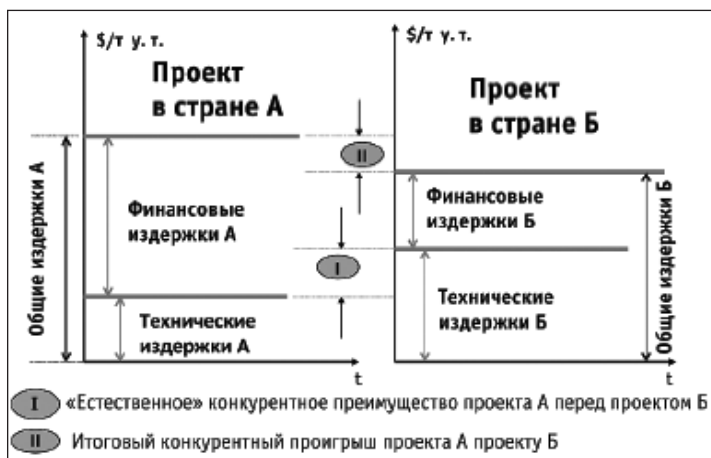 $/т у. т.
Проект
в стране А
Общие издержки А
Финансовые
издержки А
Технические
издержки А
t
II
I
$/т у. т.
Проект
в стране Б
Финансовые
издержки Б
Технические
издержки Б
Общие издержки Б
t
I «Естественное» конкурентное преимущество проекта А перед проектом Б
II Итоговый конкурентный проигрыш проекта А проекту Б